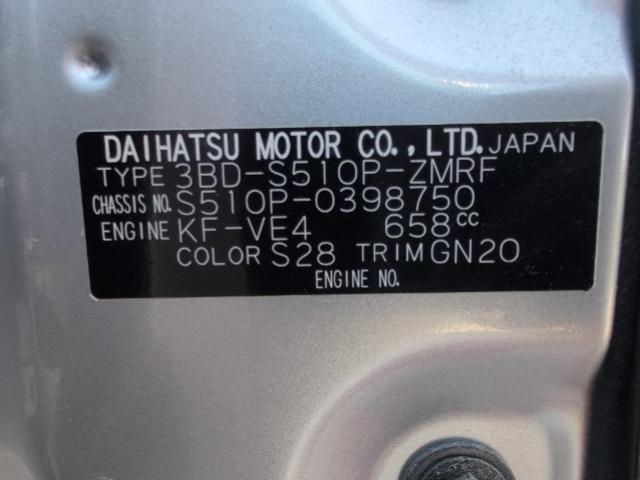 DAIHATSU MOTOR CO.,LTD. JAPAN
TYPE 3BD-S510P-ZMRF
CHASSIS NO. S510P-0398750
ENGINE KF-VE4 658cc
COLOR S28 TRIM GN20
ENGINE NO.